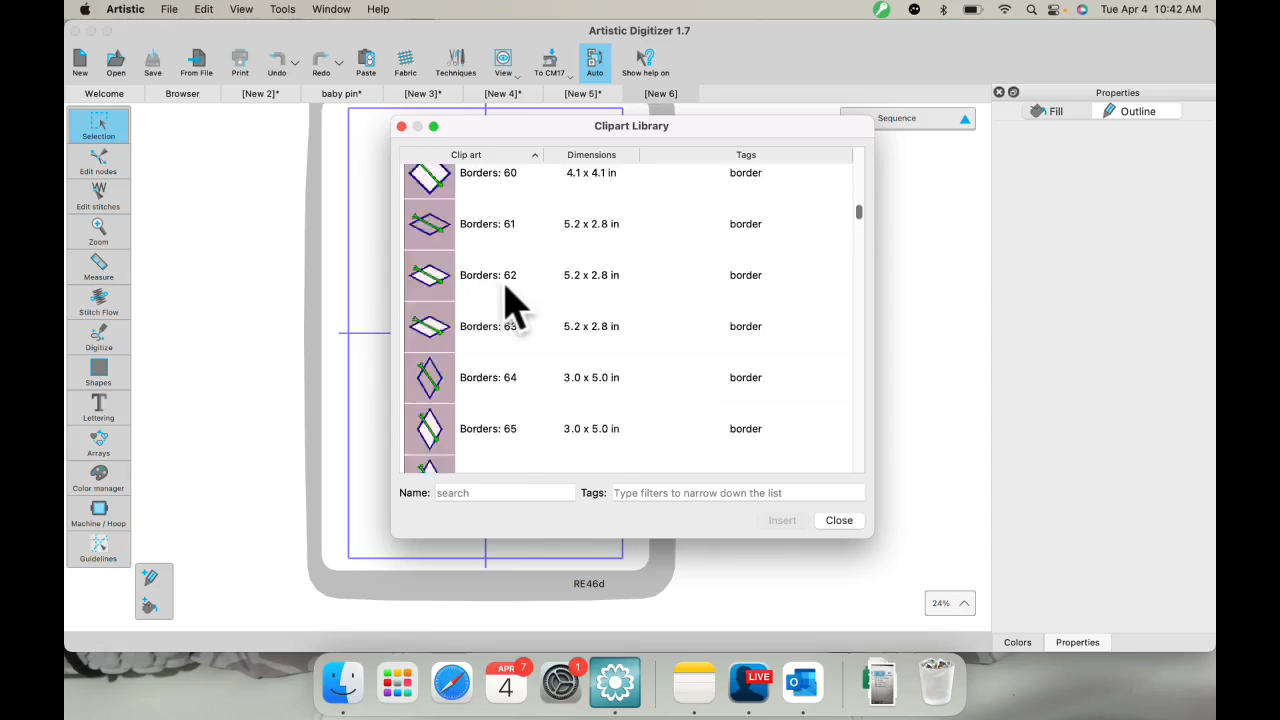 Artistic File Edit View Tools Window Help Tue Apr 4 10:42 AM
Artistic Digitizer 1.7
New Open Save From File Print Undo Redo Paste Fabric Techniques View To CM17 Auto Show help on
Welcome Browser [New 2]* baby pin* [New 3]* [New 4]* [New 5]* [New 6] Properties
Fill Outline
Sequence
Selection
Edit nodes
Edit stitches
Zoom
Measure
Stitch Flow
Digitize
Shapes
Lettering
Arrays
Color manager
Machine / Hoop
Guidelines
Clipart Library
Clip art Dimensions Tags
Borders: 60 4.1 x 4.1 in border
Borders: 61 5.2 x 2.8 in border
Borders: 62 5.2 x 2.8 in border
Borders: 63 5.2 x 2.8 in border
Borders: 64 3.0 x 5.0 in border
Borders: 65 3.0 x 5.0 in border
Name: search Tags: Type filters to narrow down the list
Insert Close
RE46d
24%
Colors Properties
APR 7
4
1
LIVE